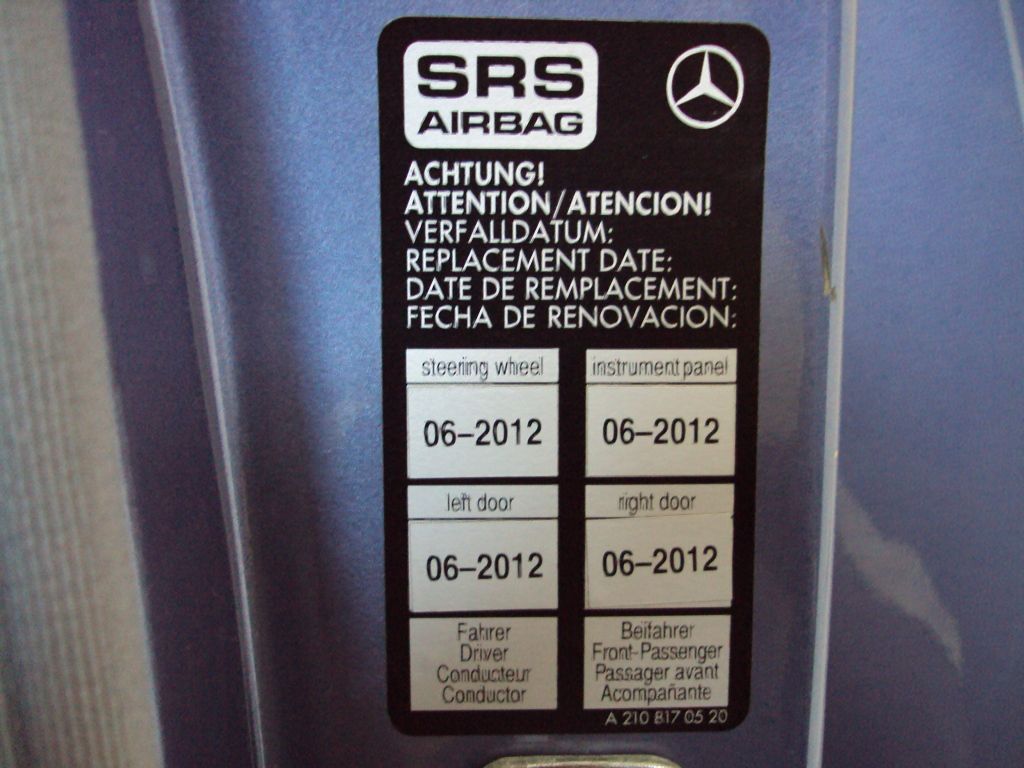 SRS
AIRBAG
ACHTUNG!
ATTENTION/ATENCION!
VERFALLDATUM:
REPLACEMENT DATE:
DATE DE REMPLACEMENT:
FECHA DE RENOVACION:
steering wheel instrument panel
06-2012 06-2012
left door right door
06-2012 06-2012
Fahrer
Driver
Conducteur
Conductor
Beifahrer
Front-Passenger
Passager avant
Acompañante
A 210 817 05 20